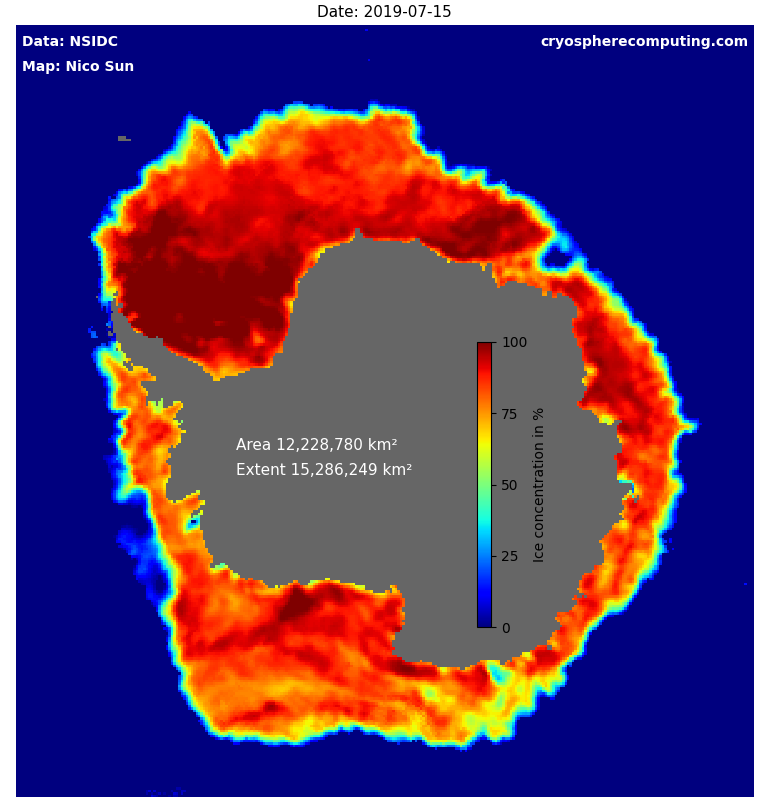 Date: 2019-07-15
Data: NSIDC
cryospherecomputing.com
Map: Nico Sun
100
75
50
25
0
Ice concentration in %
Area 12,228,780 km²
Extent 15,286,249 km²